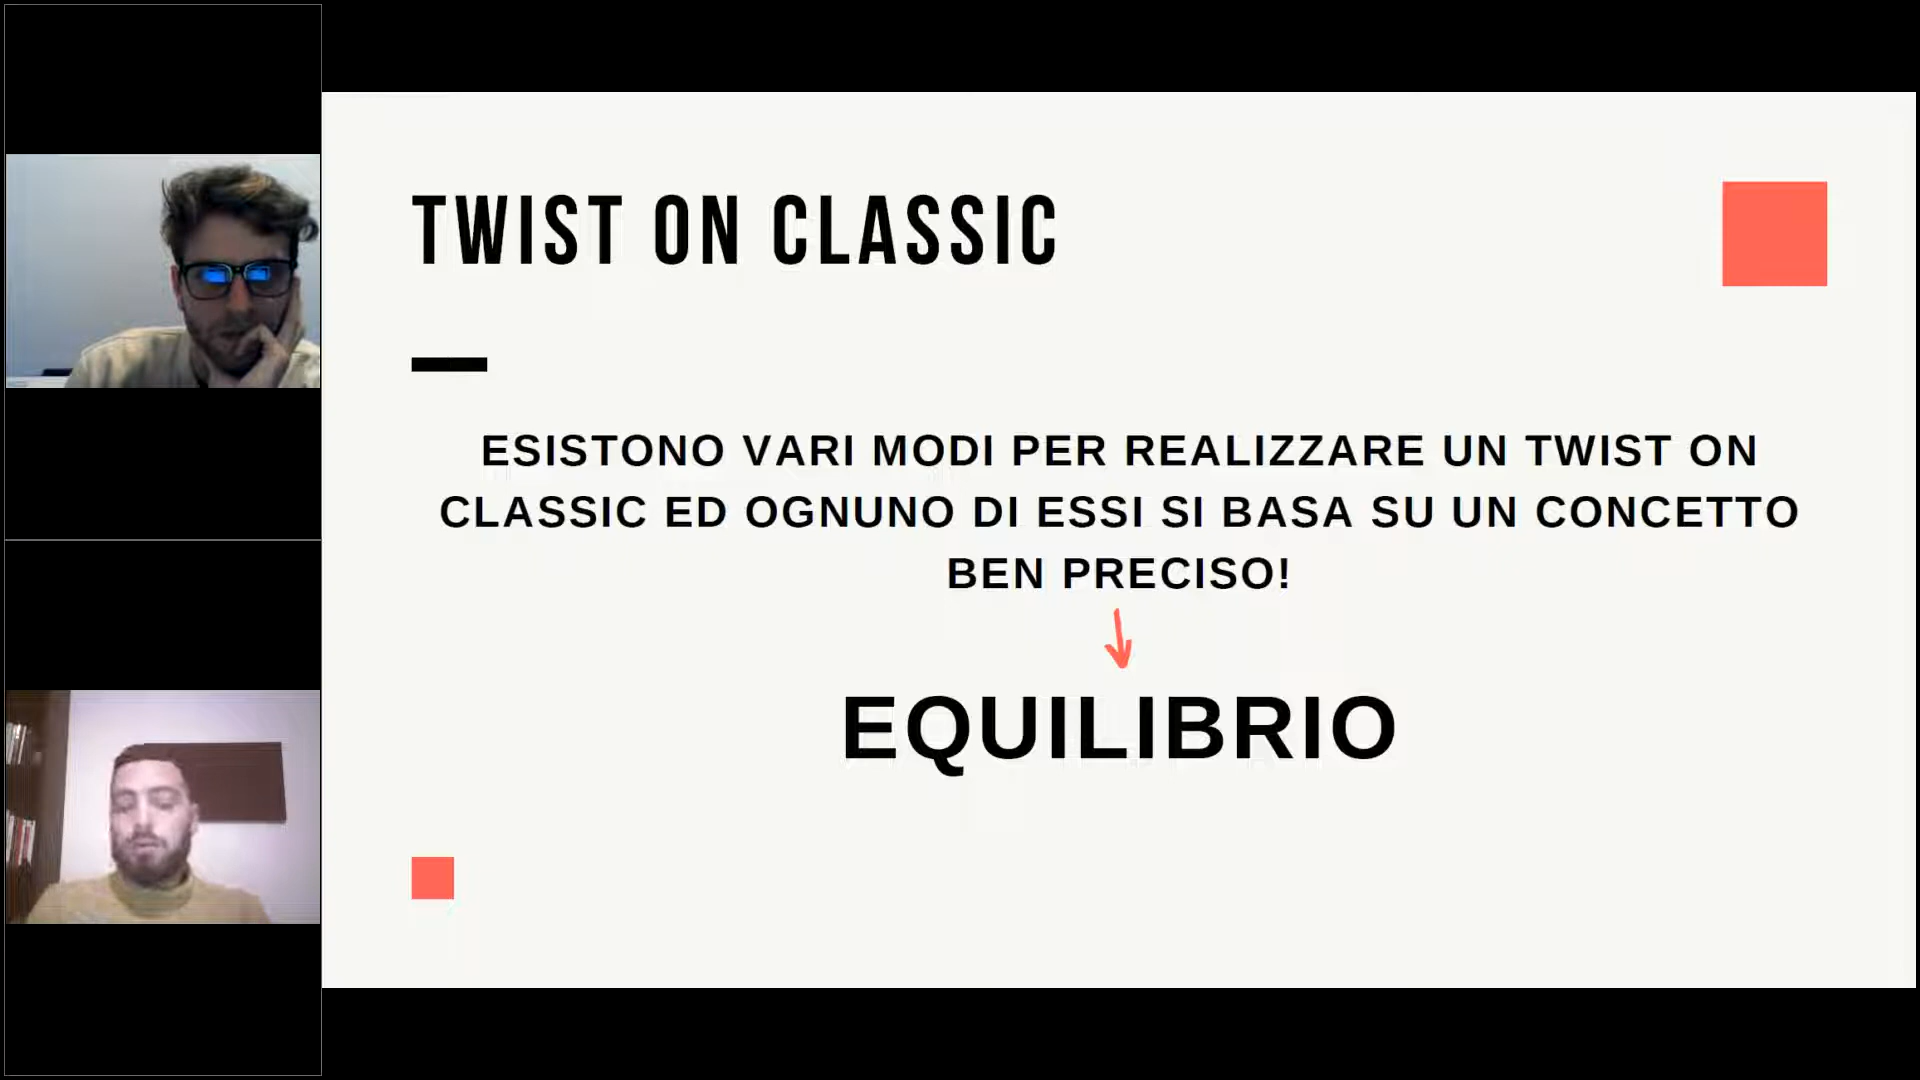 TWIST ON CLASSIC
ESISTONO VARI MODI PER REALIZZARE UN TWIST ON
CLASSIC ED OGNUNO DI ESSI SI BASA SU UN CONCETTO
BEN PRECISO!
EQUILIBRIO